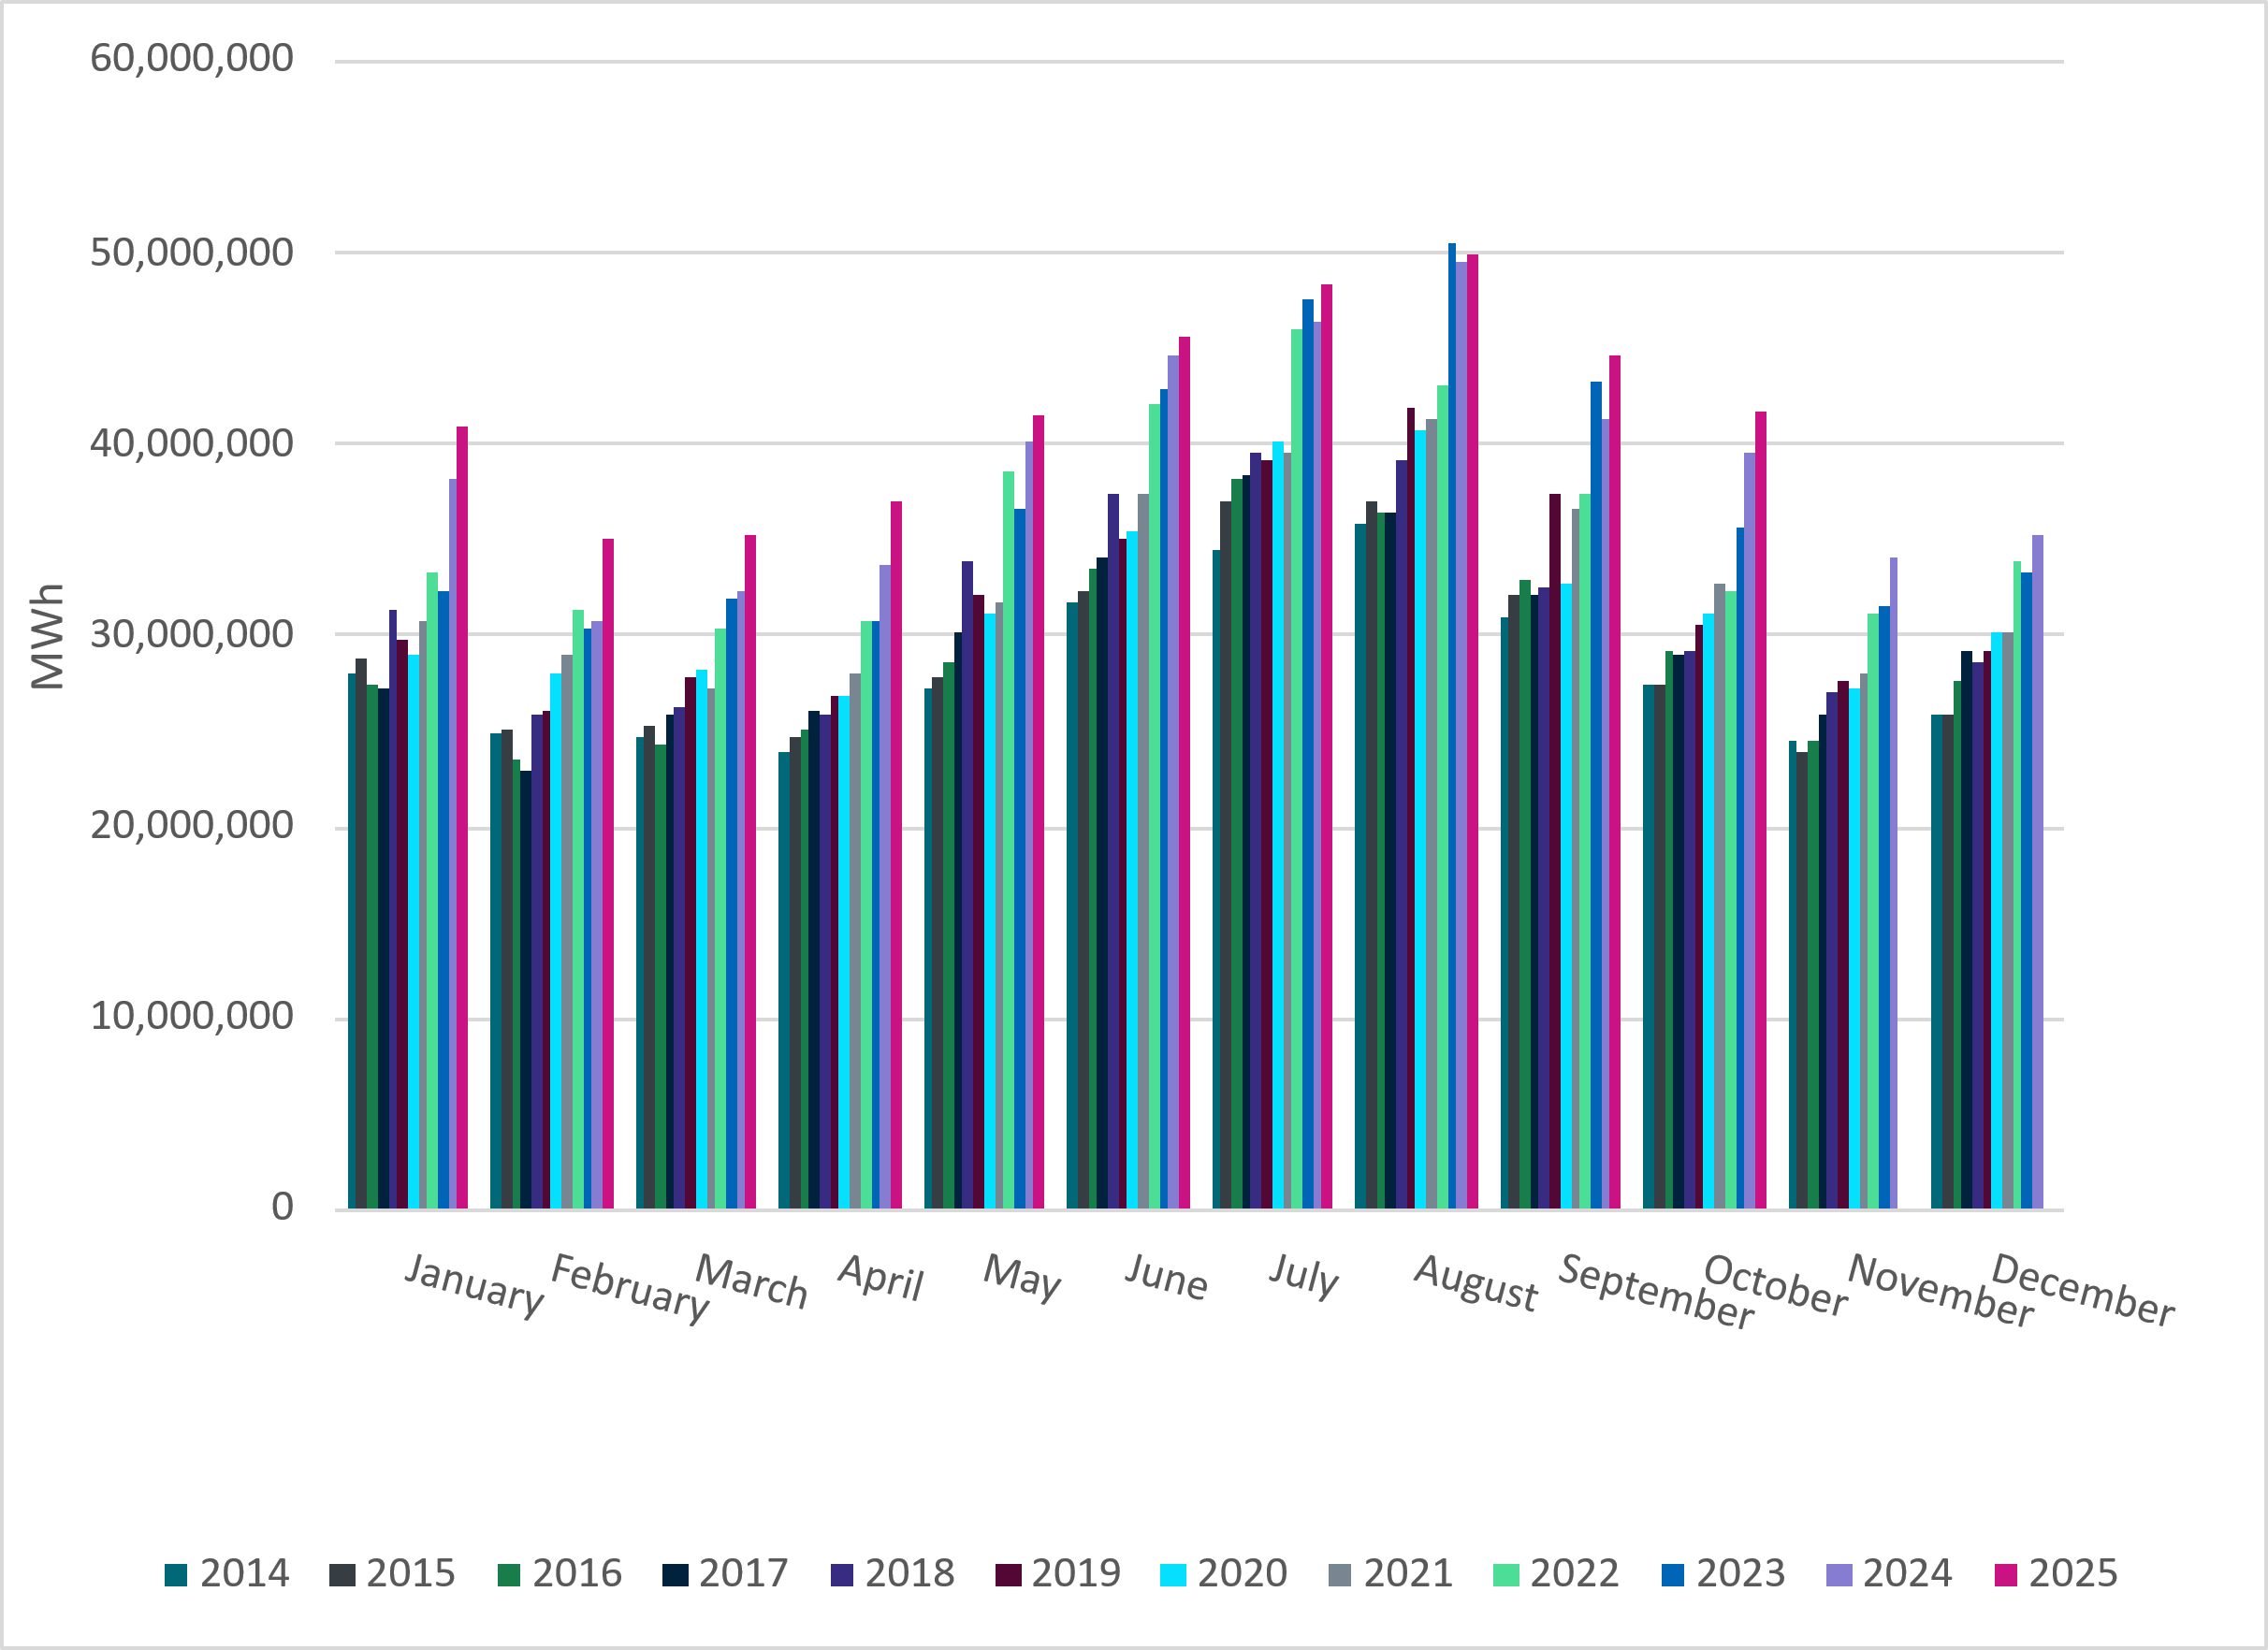 60,000,000
50,000,000
40,000,000
30,000,000
20,000,000
10,000,000
0
MWh
January February March April May June July August September October November December
2014 2015 2016 2017 2018 2019 2020 2021 2022 2023 2024 2025